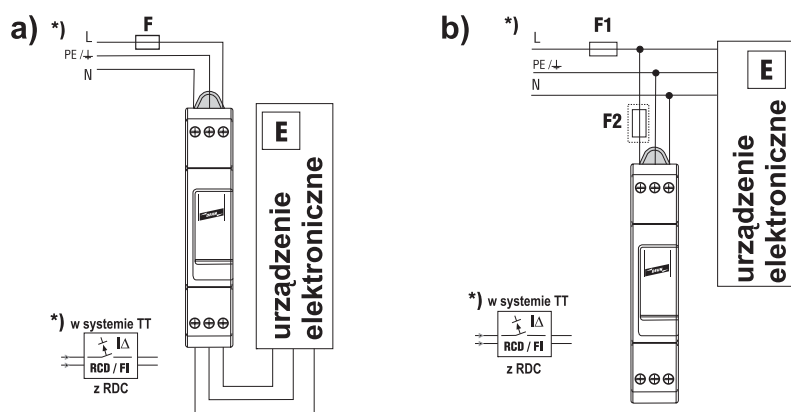 a) *) L F
PE /⏚
N
E
urządzenie
elektroniczne
*) w systemie TT
I∆
RCD / FI
z RDC
b) *) L F1
PE /⏚
N
F2
E
urządzenie
elektroniczne
*) w systemie TT
I∆
RCD / FI
z RDC